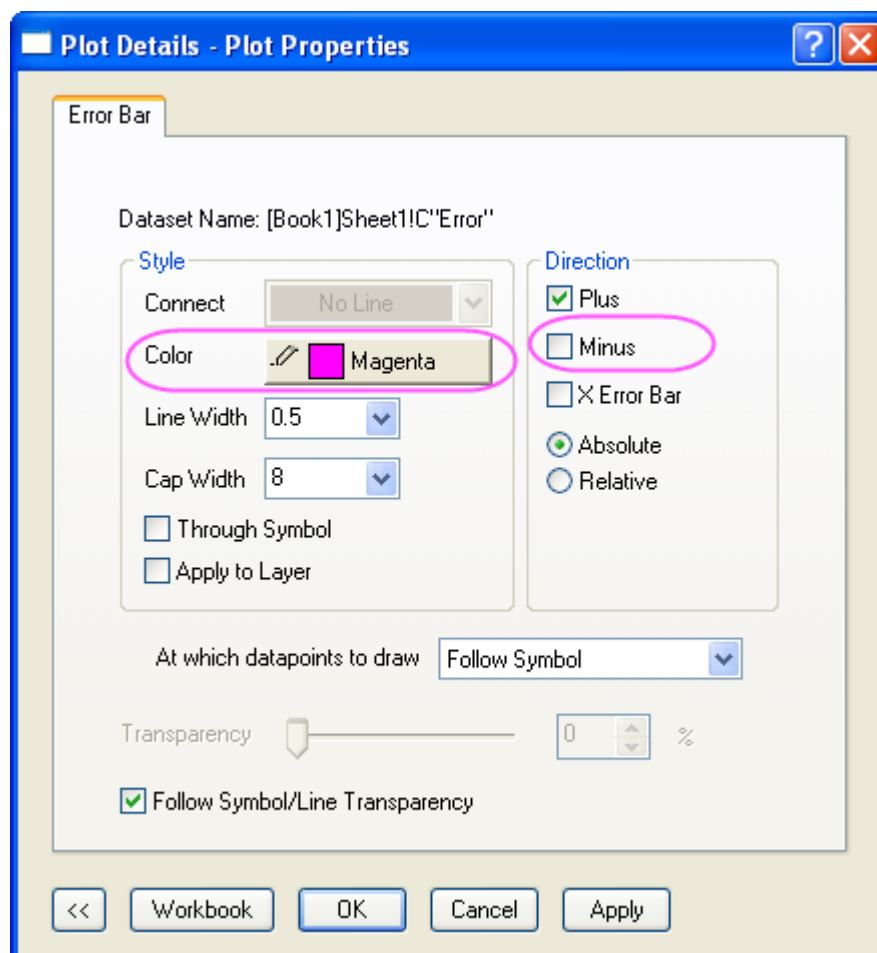 Plot Details - Plot Properties
Error Bar
Dataset Name: [Book1]Sheet1!C"Error"
Style
Connect No Line
Color Magenta
Line Width 0.5
Cap Width 8
Through Symbol
Apply to Layer
Direction
Plus
Minus
X Error Bar
Absolute
Relative
At which datapoints to draw Follow Symbol
Transparency 0 %
Follow Symbol/Line Transparency
<< Workbook OK Cancel Apply